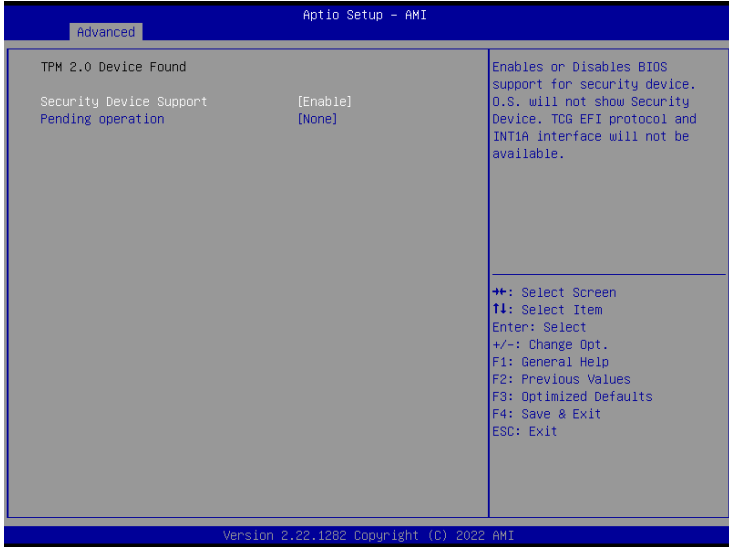 Aptio Setup – AMI
Advanced
TPM 2.0 Device Found
Security Device Support [Enable]
Pending operation [None]
Enables or Disables BIOS
support for security device.
O.S. will not show Security
Device. TCG EFI protocol and
INT1A interface will not be
available.
→←: Select Screen
↑↓: Select Item
Enter: Select
+/-: Change Opt.
F1: General Help
F2: Previous Values
F3: Optimized Defaults
F4: Save & Exit
ESC: Exit
Version 2.22.1282 Copyright (C) 2022 AMI